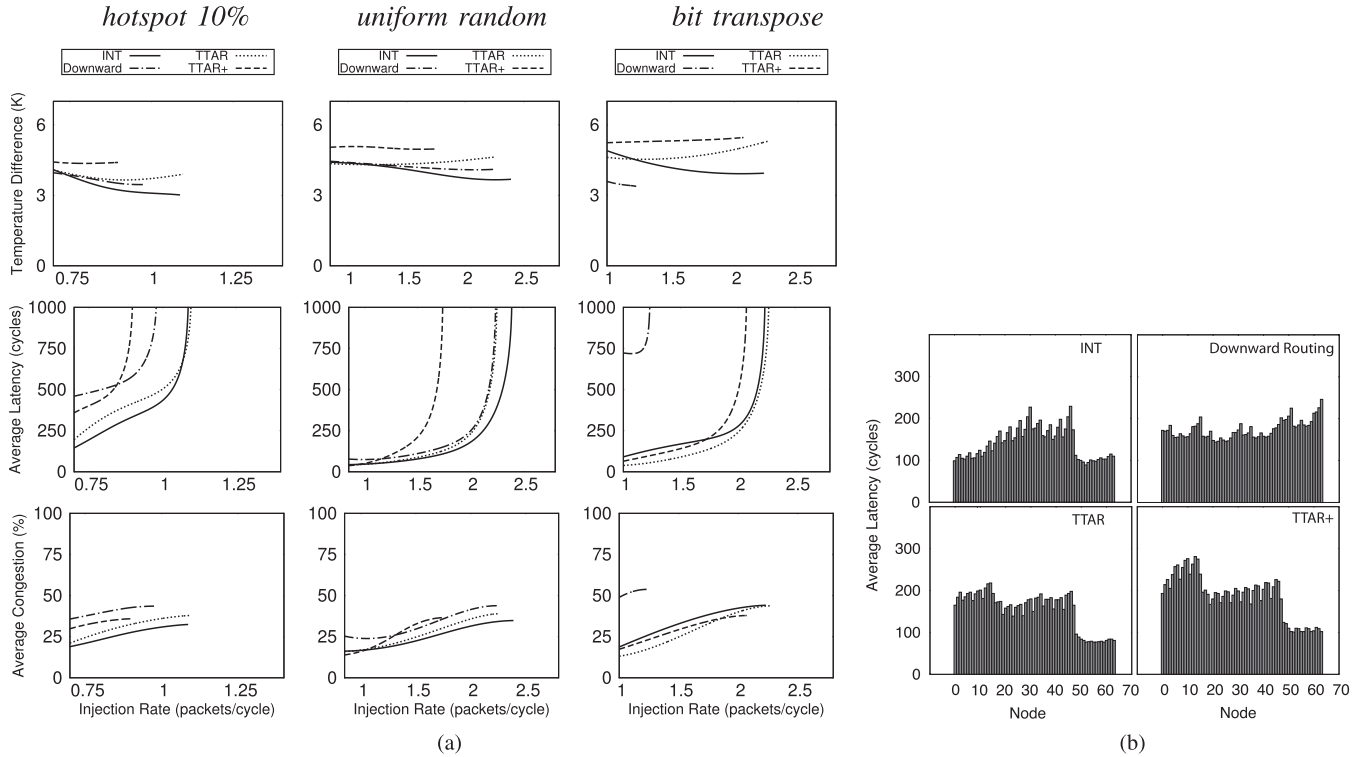 hotspot 10%
uniform random
bit transpose
INT TTAR
Downward TTAR+
INT TTAR
Downward TTAR+
INT TTAR
Downward TTAR+
Temperature Difference (K)
6
3
0
0.75 1 1.25
6
3
0
1 1.5 2 2.5
6
3
0
1 1.5 2 2.5
Average Latency (cycles)
1000
750
500
250
0
0.75 1 1.25
1000
750
500
250
0
1 1.5 2 2.5
1000
750
500
250
0
1 1.5 2 2.5
Average Congestion (%)
100
75
50
25
0
0.75 1 1.25
Injection Rate (packets/cycle)
100
75
50
25
0
1 1.5 2 2.5
Injection Rate (packets/cycle)
100
75
50
25
0
1 1.5 2 2.5
Injection Rate (packets/cycle)
(a)
Average Latency (cycles)
INT
Downward Routing
300
200
100
0
TTAR
TTAR+
300
200
100
0
0 10 20 30 40 50 60 70
0 10 20 30 40 50 60 70
Node
Node
(b)